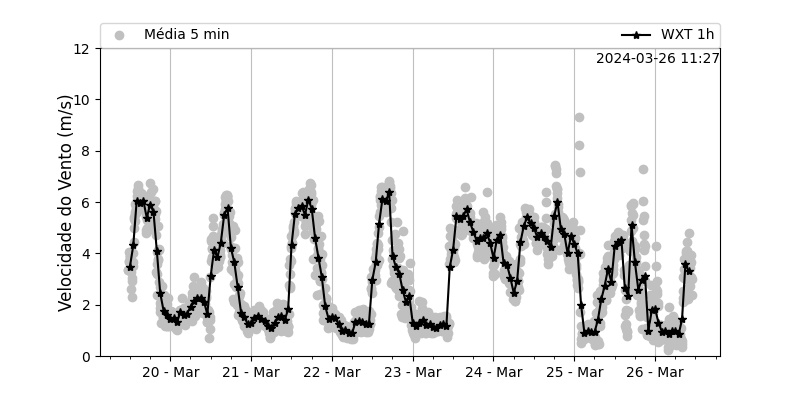 Média 5 min
WXT 1h
2024-03-26 11:27
Velocidade do Vento (m/s)
12
10
8
6
4
2
0
20 - Mar
21 - Mar
22 - Mar
23 - Mar
24 - Mar
25 - Mar
26 - Mar